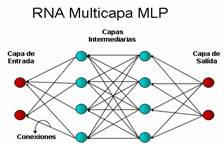 RNA Multicapa MLP
Capas
Intermediarias
Capa de
Entrada
Capa de
Salida
Conexiones